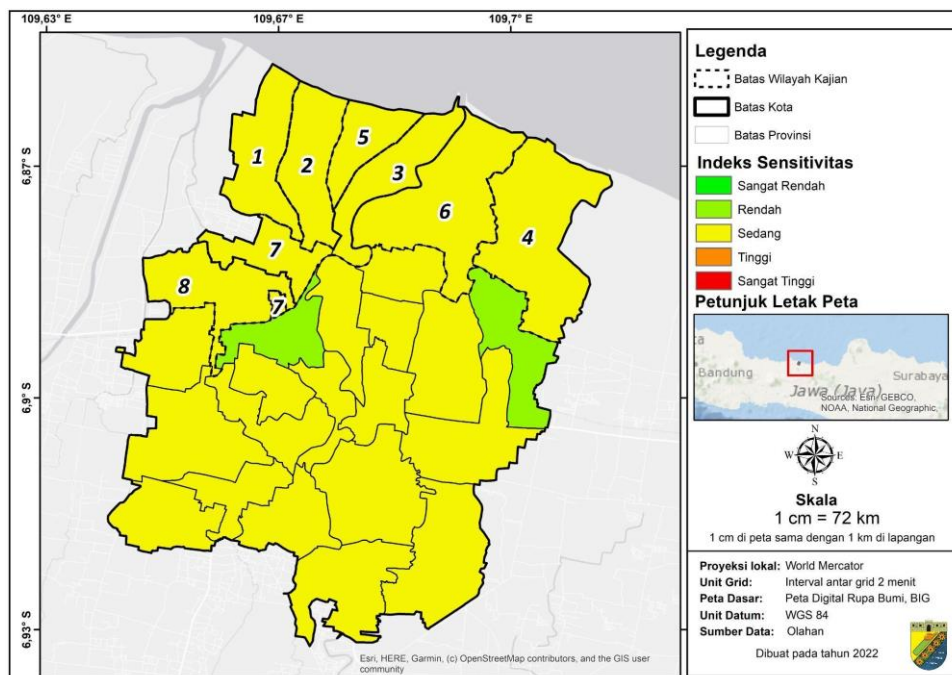 109,63° E
109,67° E
109,7° E
6,87° S
6,9° S
6,93° S
1
2
5
3
6
4
7
8
7
Esri, HERE, Garmin, (c) OpenStreetMap contributors, and the GIS user
community
Legenda
Batas Wilayah Kajian
Batas Kota
Batas Provinsi
Indeks Sensitivitas
Sangat Rendah
Rendah
Sedang
Tinggi
Sangat Tinggi
Petunjuk Letak Peta
ta
Bandung
Jawa (Java)
Surabaya
Sources: Esri, GEBCO,
NOAA, National Geographic,
N
W
E
S
Skala
1 cm = 72 km
1 cm di peta sama dengan 1 km di lapangan
Proyeksi lokal: World Mercator
Unit Grid: Interval antar grid 2 menit
Peta Dasar: Peta Digital Rupa Bumi, BIG
Unit Datum: WGS 84
Sumber Data: Olahan
Dibuat pada tahun 2022